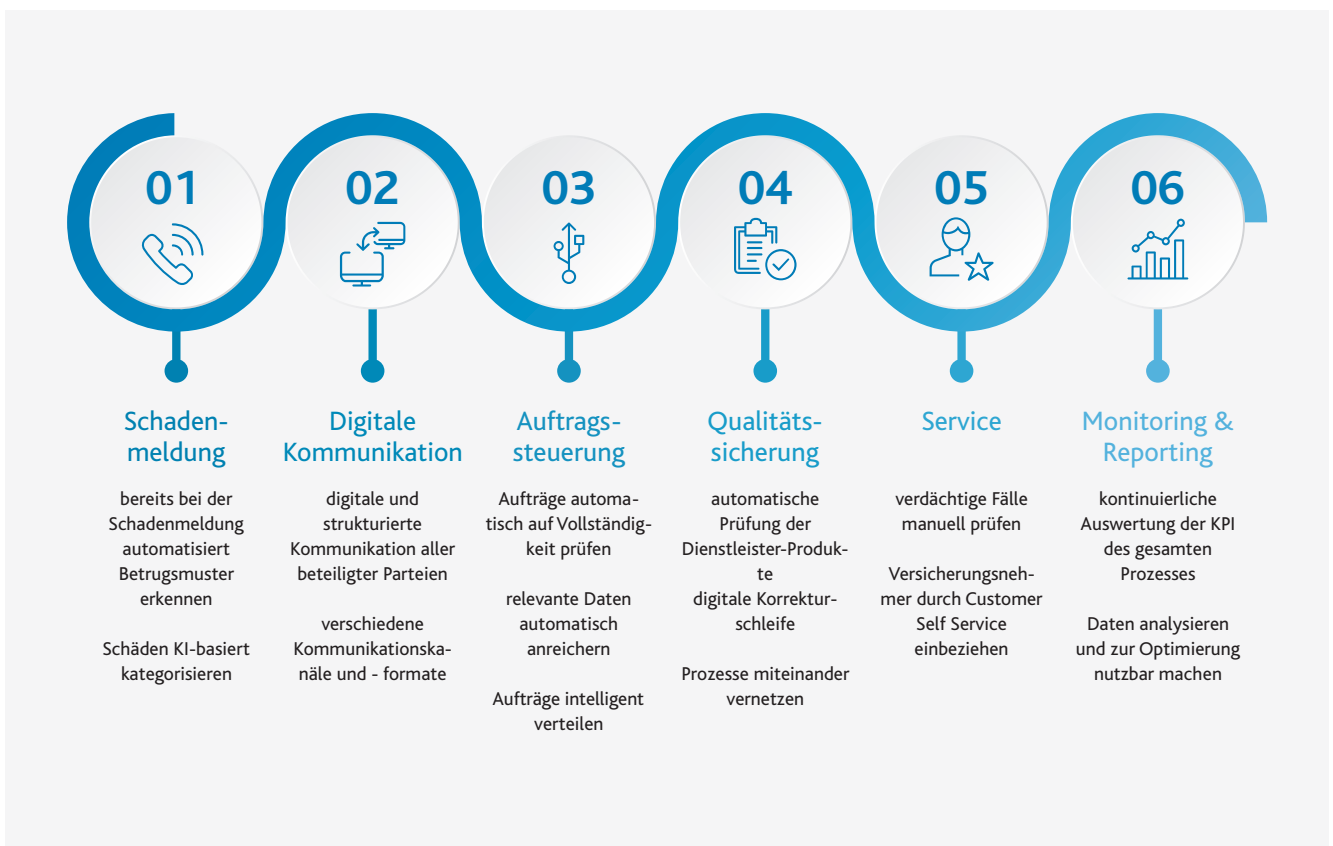 01
Schaden-
meldung
bereits bei der
Schadenmeldung
automatisiert
Betrugsmuster
erkennen
Schäden KI-basiert
kategorisieren
02
Digitale
Kommunikation
digitale und
strukturierte
Kommunikation aller
beteiligter Parteien
verschiedene
Kommunikationska-
näle und - formate
03
Auftrags-
steuerung
Aufträge automa-
tisch auf Vollständig-
keit prüfen
relevante Daten
automatisch
anreichern
Aufträge intelligent
verteilen
04
Qualitäts-
sicherung
automatische
Prüfung der
Dienstleister-Produk-
te
digitale Korrektur-
schleife
Prozesse miteinander
vernetzen
05
Service
verdächtige Fälle
manuell prüfen
Versicherungsneh-
mer durch Customer
Self Service
einbeziehen
06
Monitoring &
Reporting
kontinuierliche
Auswertung der KPI
des gesamten
Prozesses
Daten analysieren
und zur Optimierung
nutzbar machen